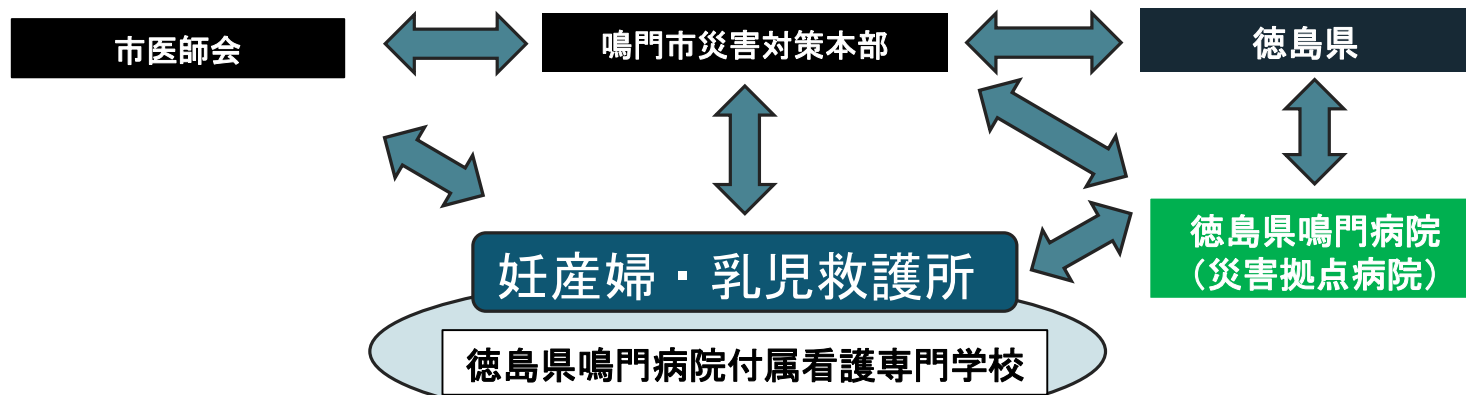 市医師会
鳴門市災害対策本部
徳島県
徳島県鳴門病院
（災害拠点病院）
妊産婦・乳児救護所
徳島県鳴門病院付属看護専門学校